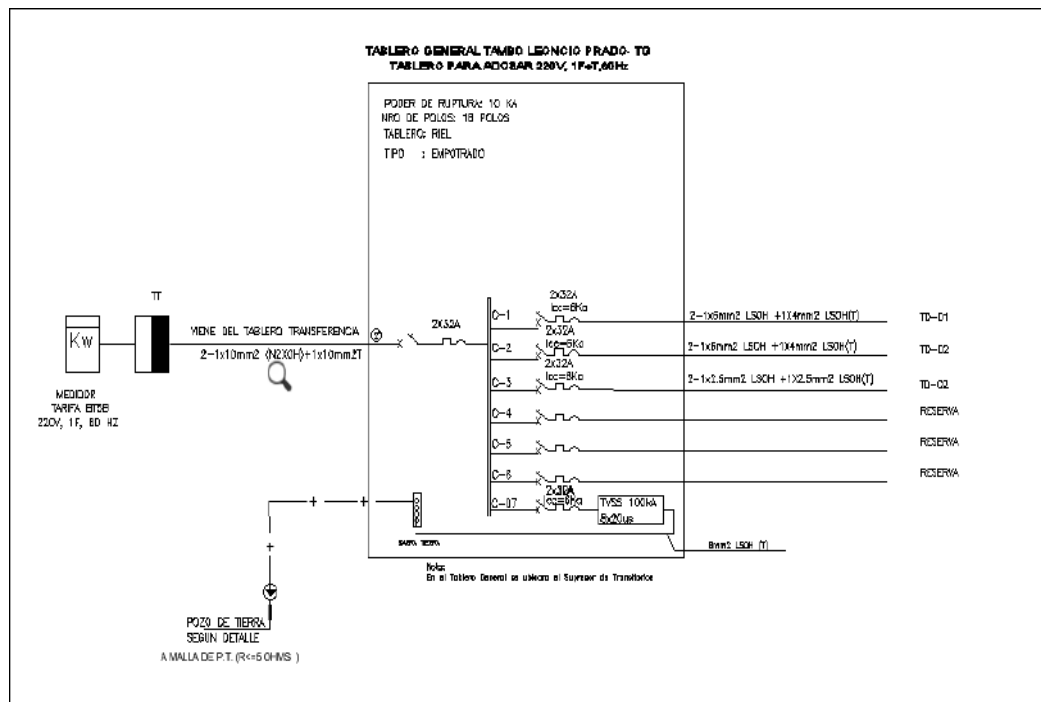 TABLERO GENERAL TAMBO LEONCIO PRADO- TG
TABLERO PARA ADOSAR 220V, 1F+T,60Hz
PODER DE RUPTURA: 10 KA
NRO DE POLOS: 18 POLOS
TABLERO: RIEL
TIPO : EMPOTRADO
TT
Kw
VIENE DEL TABLERO TRANSFERENCIA
2-1x10mm2 (N2XOH)+1x10mm2T
MEDIDOR
TARIFA BT5B
220V, 1F, 60 HZ
2X32A
C-1
2x32A
Icc=6Ka
2-1x6mm2 LSOH +1X4mm2 LSOH(T)
TD-01
C-2
2x32A
2-1x6mm2 LSOH +1X4mm2 LSOH(T)
TD-02
C-3
2x32A
Icc=6Ka
2-1x2.5mm2 LSOH +1X2.5mm2 LSOH(T)
TD-02
C-4
RESERVA
C-5
RESERVA
C-6
RESERVA
C-07
TVSS 100kA
8x20us
BARRA TIERRA
LSOH (T)
Nota:
En el Tablero General se ubicara el Supresor de Transitorios
POZO DE TIERRA
SEGUN DETALLE
A MALLA DE P.T. (R<=5 OHMS )